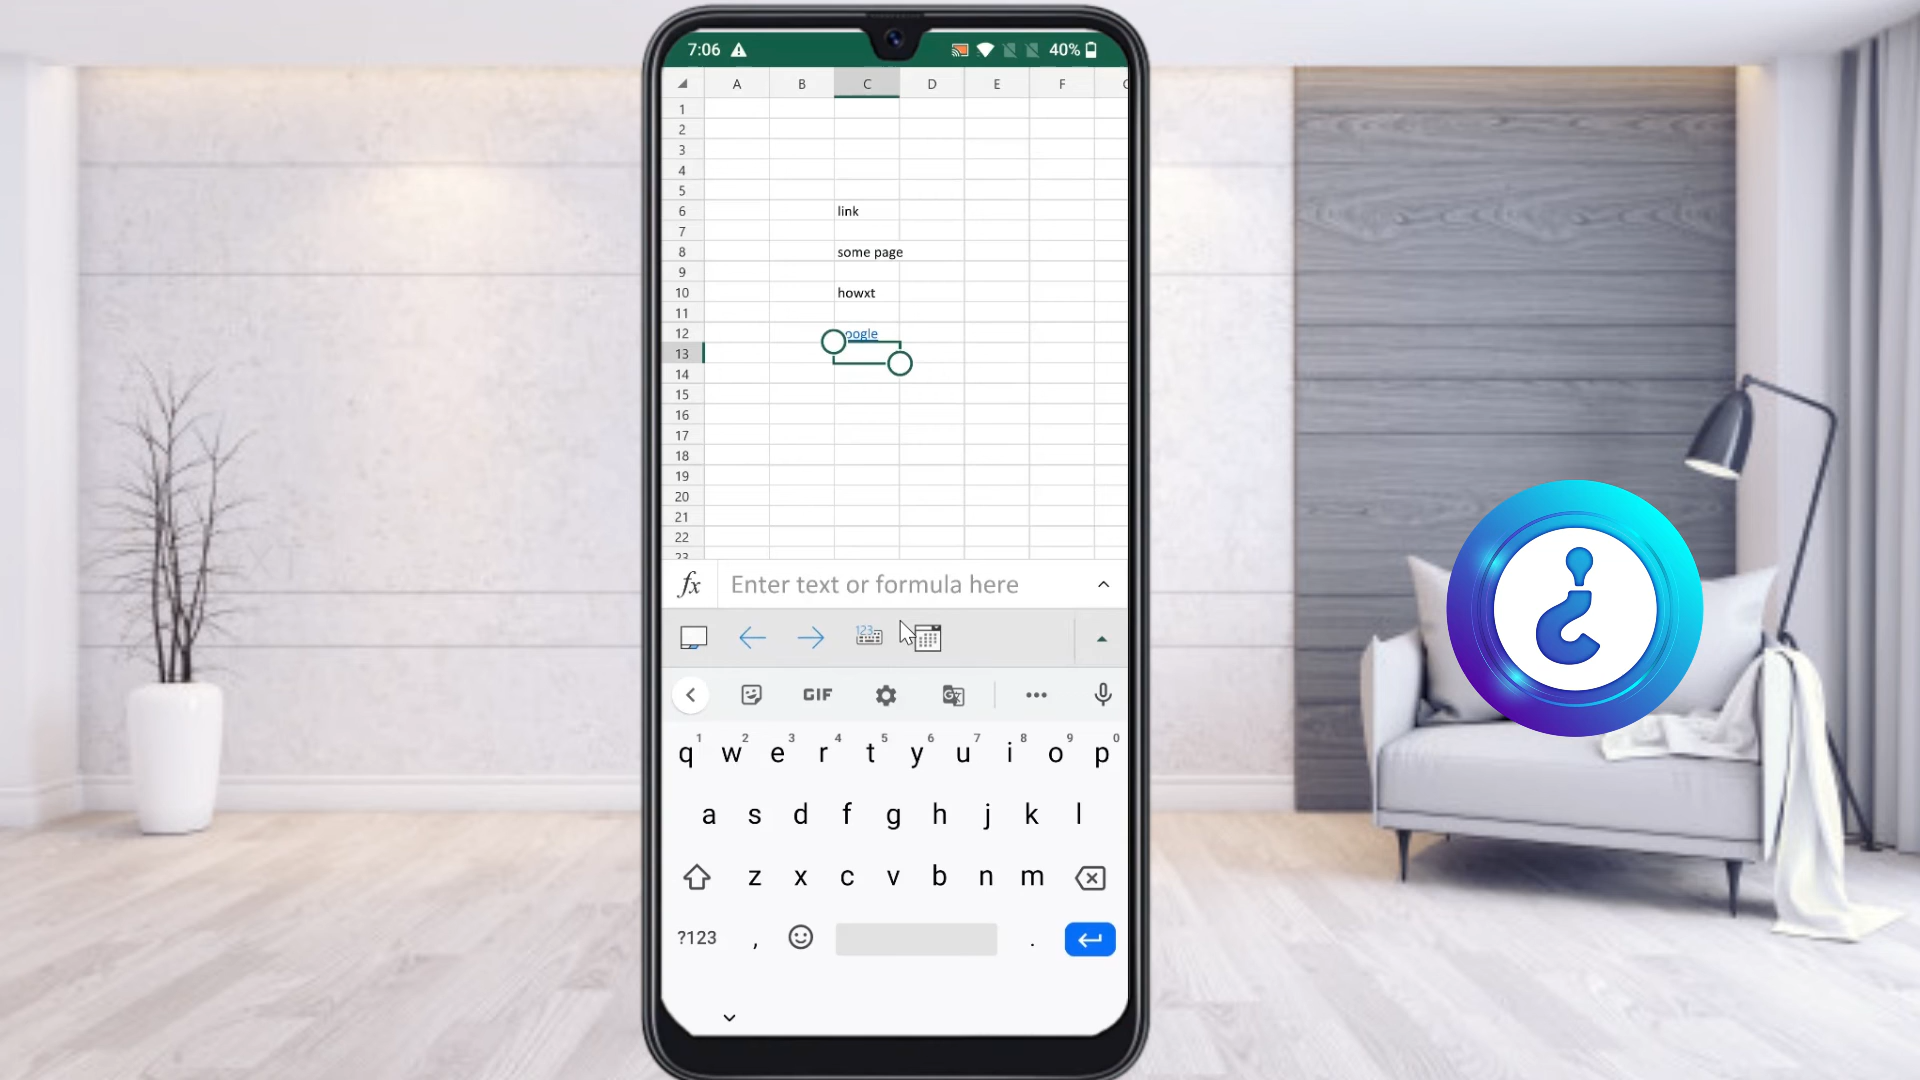 7:06 40%
A B C D E F
1
2
3
4
5
6 link
7
8 some page
9
10 howxt
11
12 oogle
13
14
15
16
17
18
19
20
21
22
23
fx Enter text or formula here
123
GIF G
1 2 3 4 5 6 7 8 9 0
q w e r t y u i o p
a s d f g h j k l
z x c v b n m
?123 , .